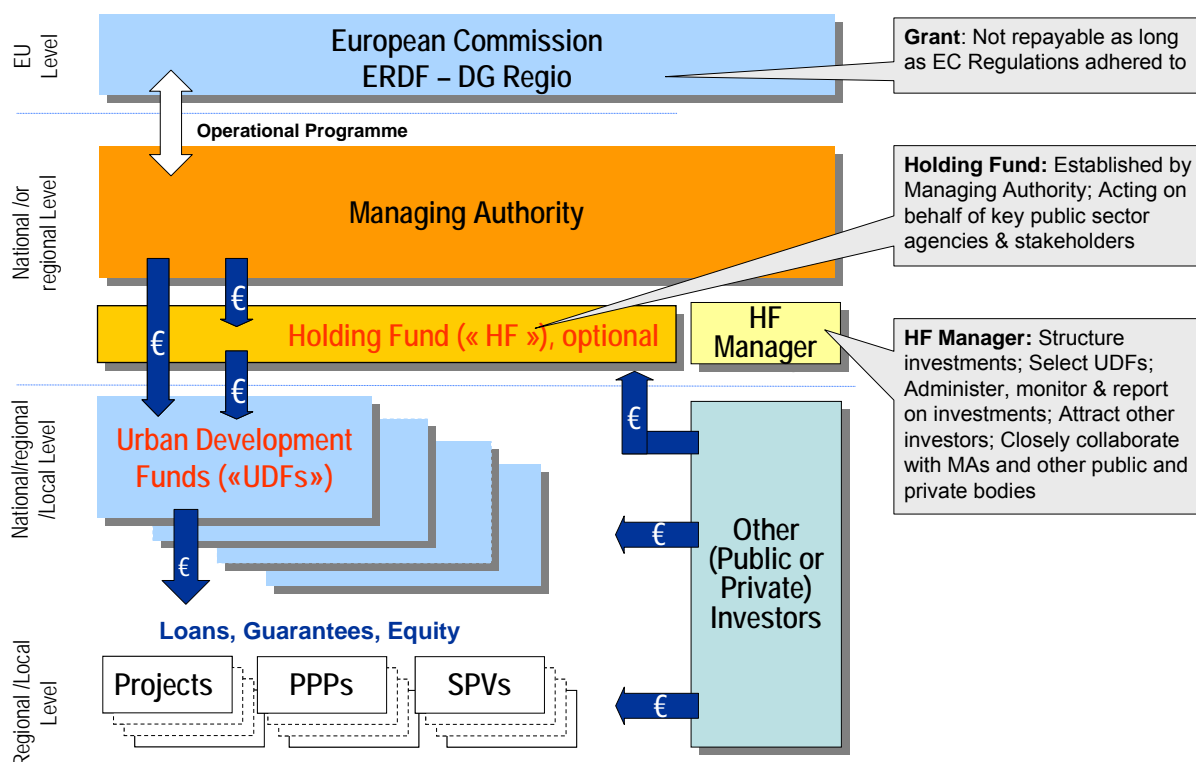 EU
Level
European Commission
ERDF – DG Regio
Grant: Not repayable as long
as EC Regulations adhered to
Operational Programme
National /or
regional Level
Managing Authority
Holding Fund: Established by
Managing Authority; Acting on
behalf of key public sector
agencies & stakeholders
€
€
Holding Fund (« HF »), optional
HF
Manager
HF Manager: Structure
investments; Select UDFs;
Administer, monitor & report
on investments; Attract other
investors; Closely collaborate
with MAs and other public and
private bodies
€
€
National/regional
/Local Level
Urban Development
Funds («UDFs»)
€
€
€
Other
(Public or
Private)
Investors
Loans, Guarantees, Equity
Regional /Local
Level
Projects
PPPs
SPVs
€